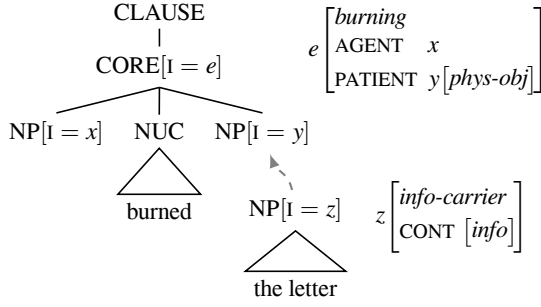 CLAUSE
CORE[I = e]
NP[I = x] NUC NP[I = y]
burned
NP[I = z]
the letter
e [burning
AGENT x
PATIENT y[phys-obj]]
z [info-carrier
CONT [info]]